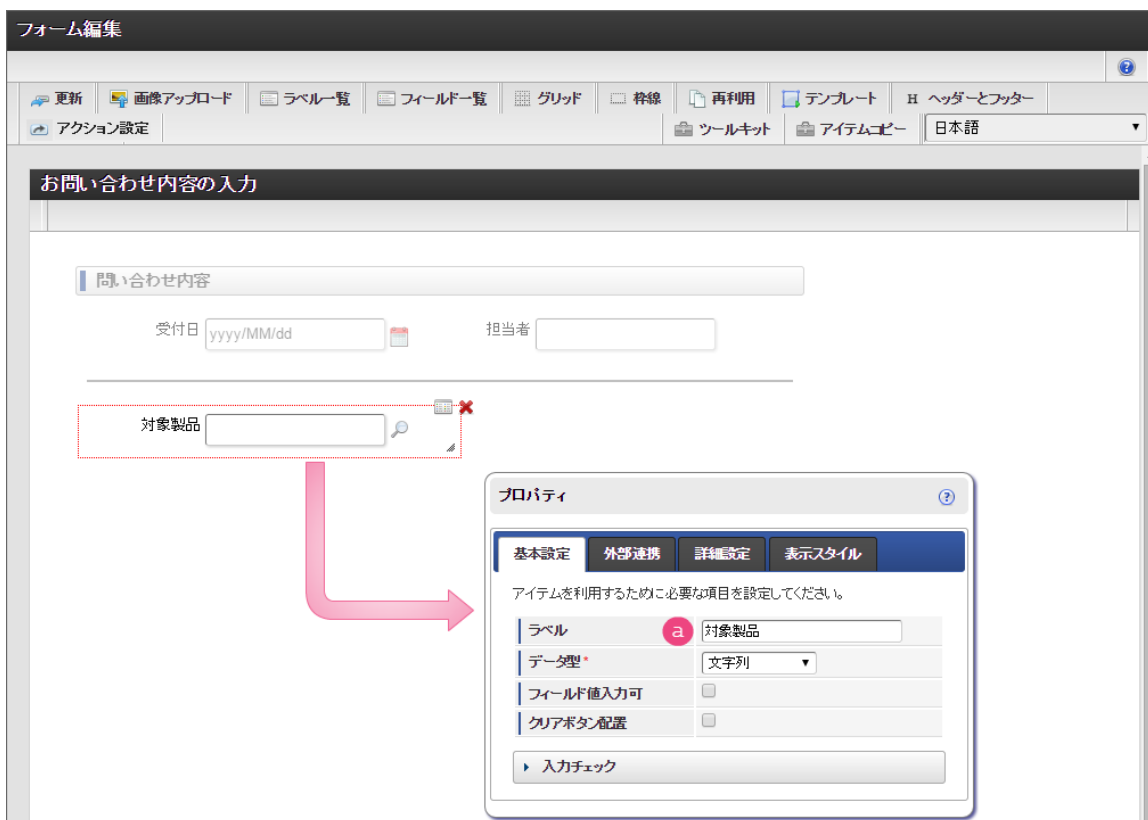 フォーム編集
更新 画像アップロード ラベル一覧 フィールド一覧 グリッド 枠線 再利用 テンプレート H ヘッダーとフッター
アクション設定 ツールキット アイテムコピー 日本語
お問い合わせ内容の入力
問い合わせ内容
受付日 yyyy/MM/dd 担当者
対象製品
プロパティ
基本設定 外部連携 詳細設定 表示スタイル
アイテムを利用するために必要な項目を設定してください。
ラベル a 対象製品
データ型* 文字列
フィールド値入力可
クリアボタン配置
入力チェック